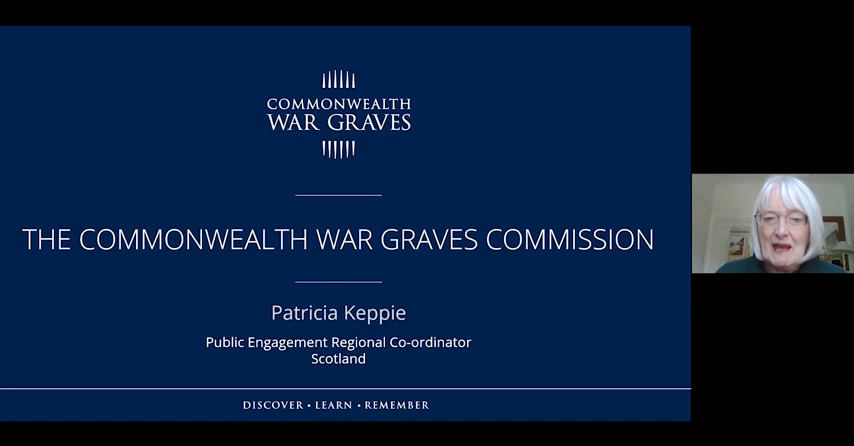 COMMONWEALTH
WAR GRAVES
THE COMMONWEALTH WAR GRAVES COMMISSION
Patricia Keppie
Public Engagement Regional Co-ordinator
Scotland
DISCOVER • LEARN • REMEMBER